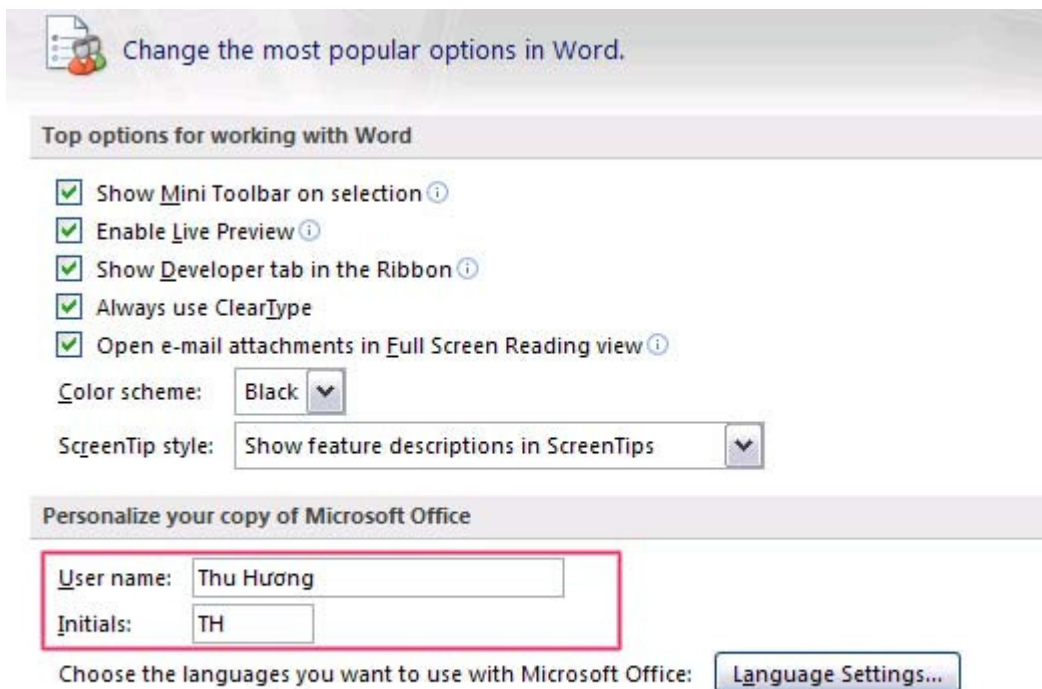 Change the most popular options in Word.
Top options for working with Word
Show Mini Toolbar on selection
Enable Live Preview
Show Developer tab in the Ribbon
Always use ClearType
Open e-mail attachments in Full Screen Reading view
Color scheme: Black
ScreenTip style: Show feature descriptions in ScreenTips
Personalize your copy of Microsoft Office
User name: Thu Hương
Initials: TH
Choose the languages you want to use with Microsoft Office: Language Settings...